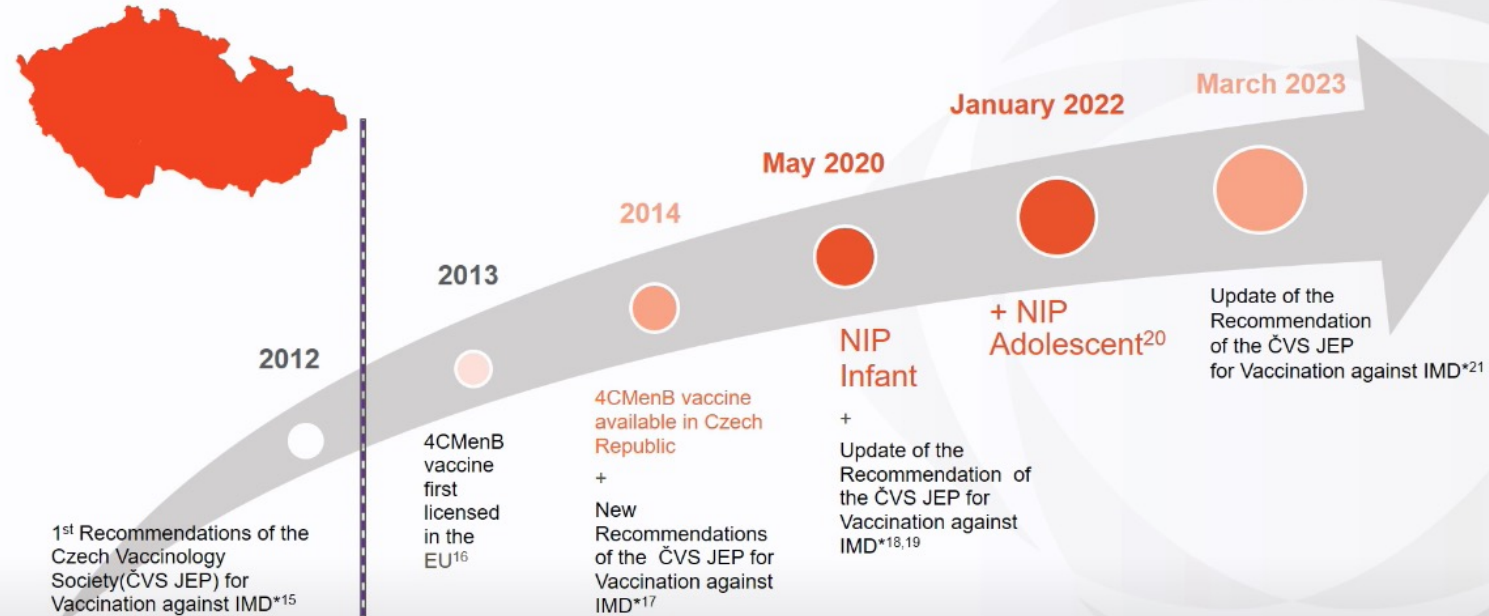 2012
1st Recommendations of the
Czech Vaccinology
Society(ČVS JEP) for
Vaccination against IMD*15
2013
4CMenB
vaccine
first
licensed
in the
EU16
2014
4CMenB vaccine
available in Czech
Republic
+
New
Recommendations
of the ČVS JEP for
Vaccination against
IMD*17
May 2020
NIP
Infant
+
Update of the
Recommendation of
the ČVS JEP for
Vaccination against
IMD*18,19
January 2022
+ NIP
Adolescent20
March 2023
Update of the
Recommendation
of the ČVS JEP
for Vaccination against IMD*21